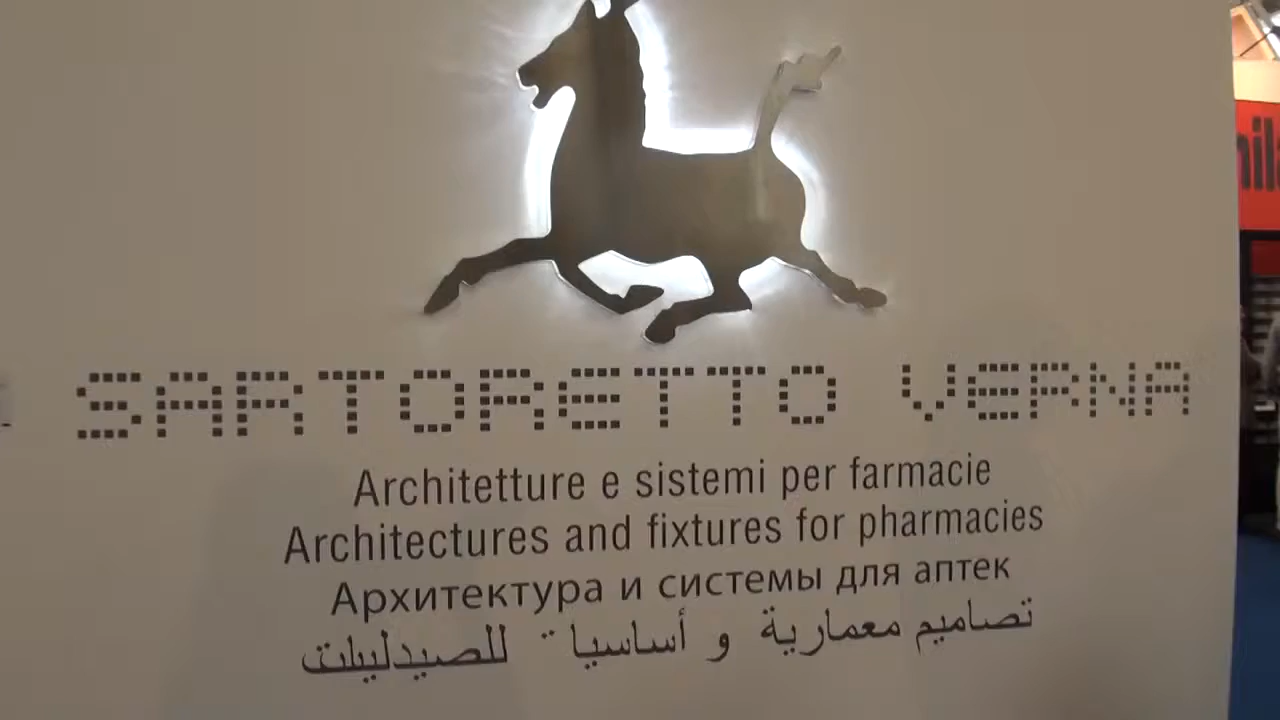 SARTORETTO VERNA
Architetture e sistemi per farmacie
Architectures and fixtures for pharmacies
Архитектура и системы для аптек
تصاميم معمارية و أساسيا للصيدليات